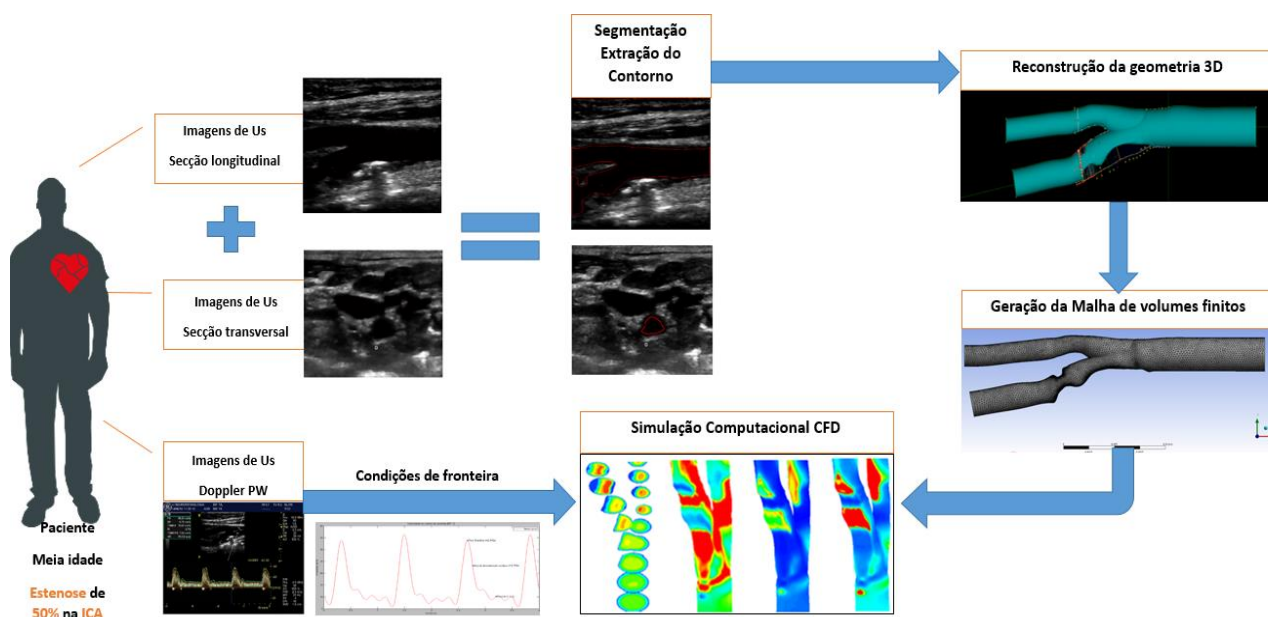 Segmentação
Extração do
Contorno
Reconstrução da geometria 3D
Imagens de Us
Secção longitudinal
Imagens de Us
Secção transversal
Geração da Malha de volumes finitos
Simulação Computacional CFD
Imagens de Us
Doppler PW
Condições de fronteira
Paciente
Meia idade
Estenose de
50% na ICA